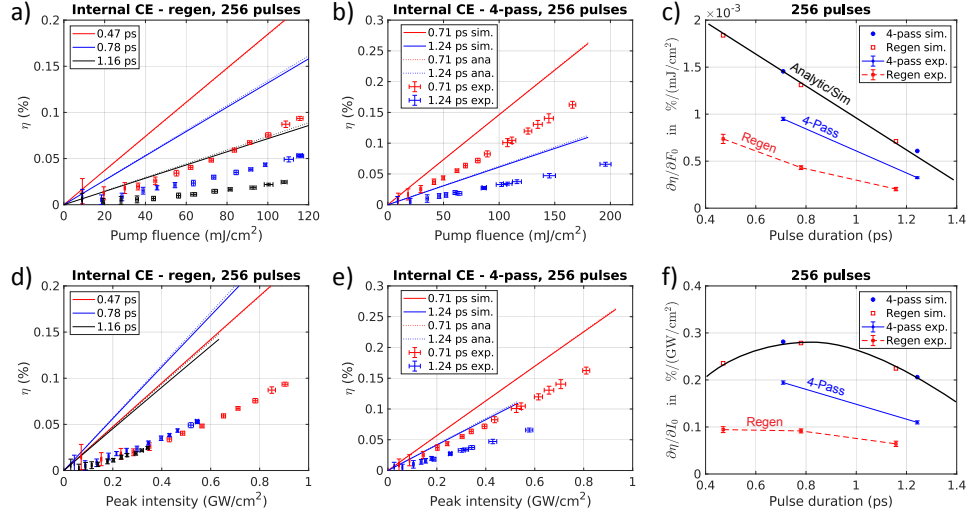 a)
Internal CE - regen, 256 pulses
0.47 ps
0.78 ps
1.16 ps
η (%)
0.2
0.15
0.1
0.05
0
0 20 40 60 80 100 120
Pump fluence (mJ/cm²)
b)
Internal CE - 4-pass, 256 pulses
0.71 ps sim.
1.24 ps sim.
0.71 ps ana
1.24 ps ana.
0.71 ps exp.
1.24 ps exp.
η (%)
0.3
0.25
0.2
0.15
0.1
0.05
0
0 50 100 150 200
Pump fluence (mJ/cm²)
c)
256 pulses
×10⁻³
4-pass sim.
Regen sim.
4-pass exp.
Regen exp.
Analytic/Sim
4-Pass
Regen
∂η/∂F₀ in %/(mJ/cm²)
2
1.5
1
0.5
0
0.4 0.6 0.8 1 1.2 1.4
Pulse duration (ps)
d)
Internal CE - regen, 256 pulses
0.47 ps
0.78 ps
1.16 ps
η (%)
0.2
0.15
0.1
0.05
0
0 0.2 0.4 0.6 0.8 1
Peak intensity (GW/cm²)
e)
Internal CE - 4-pass, 256 pulses
0.71 ps sim.
1.24 ps sim.
0.71 ps ana
1.24 ps ana.
0.71 ps exp.
1.24 ps exp.
η (%)
0.3
0.25
0.2
0.15
0.1
0.05
0
0 0.2 0.4 0.6 0.8 1
Peak intensity (GW/cm²)
f)
256 pulses
4-pass sim.
Regen sim.
4-pass exp.
Regen exp.
4-Pass
Regen
∂η/∂I₀ in %/(GW/cm²)
0.4
0.3
0.2
0.1
0
0.4 0.6 0.8 1 1.2 1.4
Pulse duration (ps)